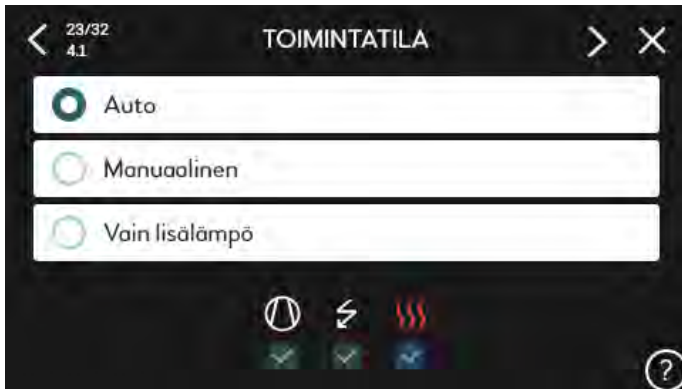 23/32
4.1
TOIMINTATILA
Auto
Manuaalinen
Vain lisälämpö
?